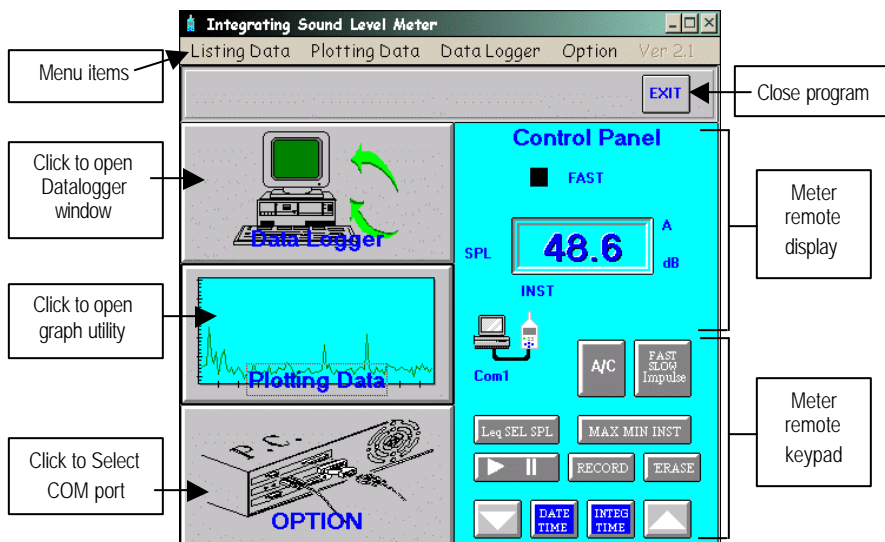 Integrating Sound Level Meter
Listing Data Plotting Data Data Logger Option Ver 2.1
Menu items
EXIT
Close program
Click to open
Datalogger
window
Data Logger
Control Panel
FAST
SPL
48.6
A
dB
INST
Meter
remote
display
Click to open
graph utility
Plotting Data
Com1
A/C
FAST
SLOW
Impulse
Leq SEL SPL
MAX MIN INST
RECORD
ERASE
DATE
TIME
INTEG
TIME
Meter
remote
keypad
Click to Select
COM port
P.C.
OPTION